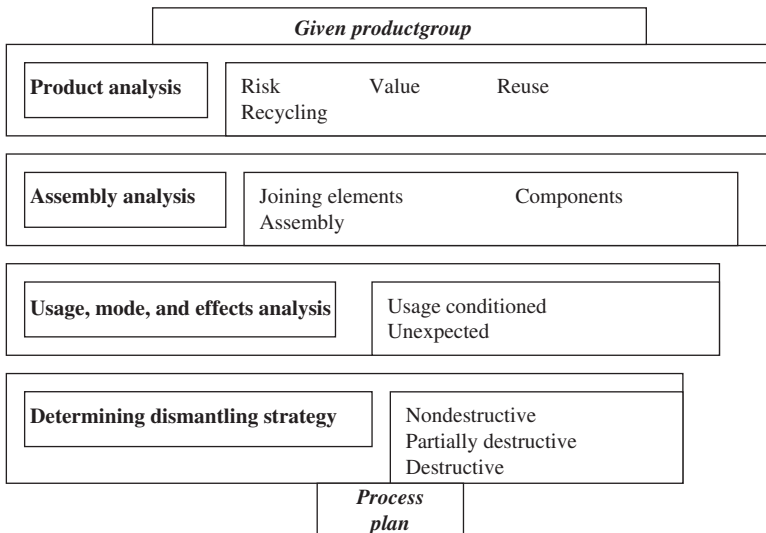 Given productgroup
Product analysis
Risk Value Reuse
Recycling
Assembly analysis
Joining elements Components
Assembly
Usage, mode, and effects analysis
Usage conditioned
Unexpected
Determining dismantling strategy
Nondestructive
Partially destructive
Destructive
Process
plan